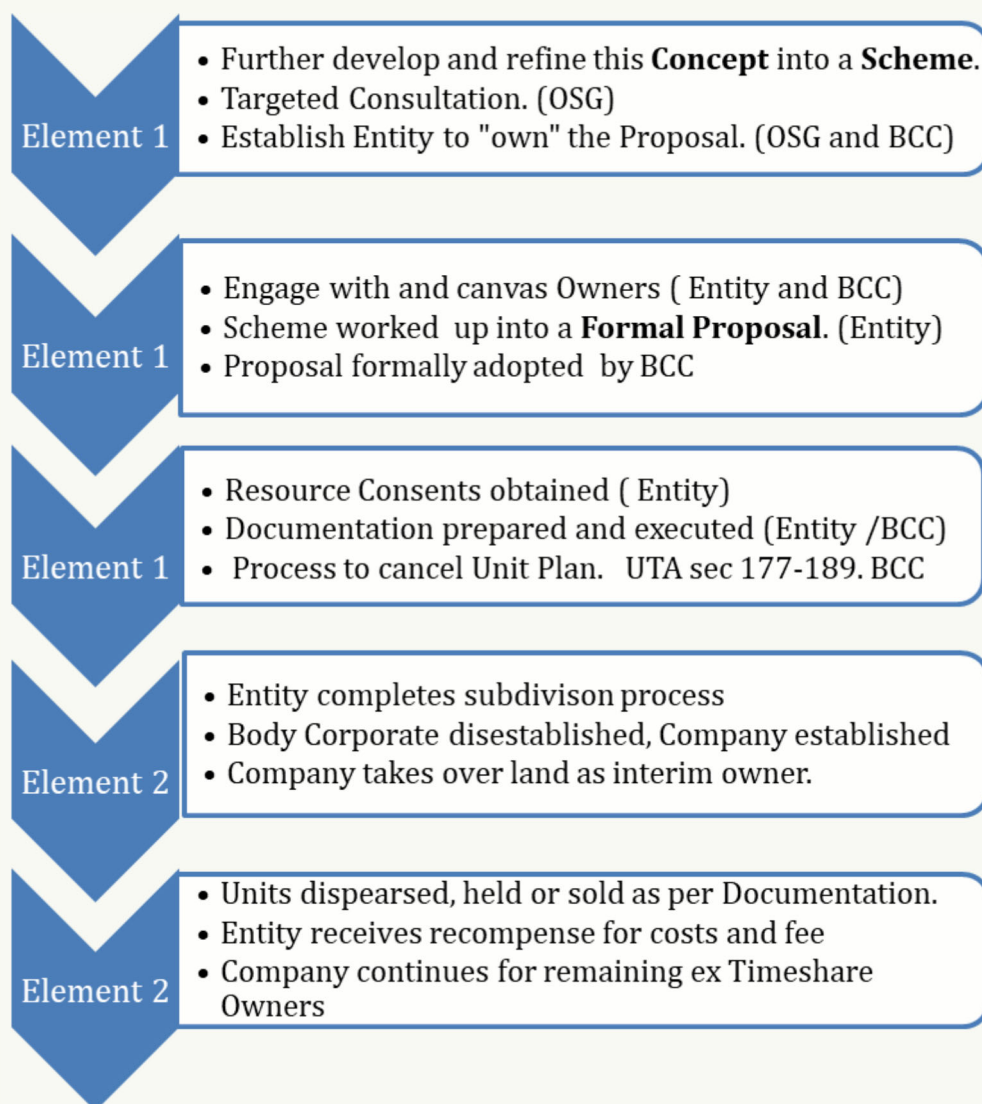 Element 1
• Further develop and refine this Concept into a Scheme.
• Targeted Consultation. (OSG)
• Establish Entity to "own" the Proposal. (OSG and BCC)
Element 1
• Engage with and canvas Owners ( Entity and BCC)
• Scheme worked up into a Formal Proposal. (Entity)
• Proposal formally adopted by BCC
Element 1
• Resource Consents obtained ( Entity)
• Documentation prepared and executed (Entity /BCC)
• Process to cancel Unit Plan. UTA sec 177-189. BCC
Element 2
• Entity completes subdivison process
• Body Corporate disestablished, Company established
• Company takes over land as interim owner.
Element 2
• Units dispearsed, held or sold as per Documentation.
• Entity receives recompense for costs and fee
• Company continues for remaining ex Timeshare
Owners